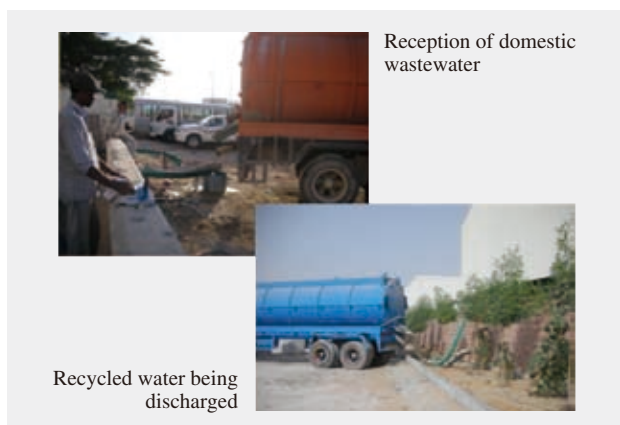 Reception of domestic
wastewater
Recycled water being
discharged